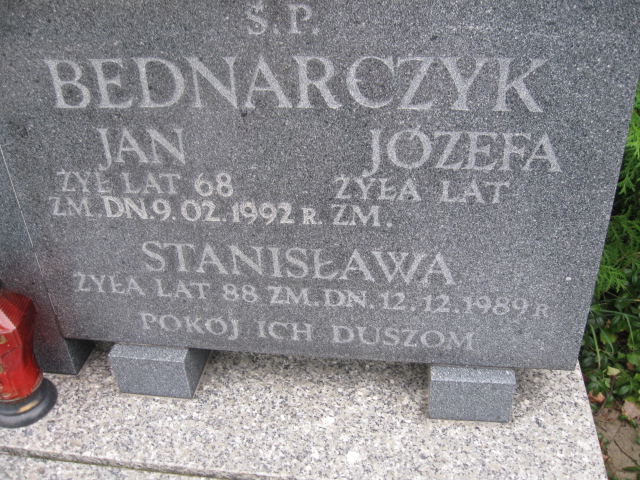 Ś.P.
BEDNARCZYK
JAN JÓZEFA
ŻYŁ LAT 68 ŻYŁA LAT
ZM. DN. 9. 02. 1992 R. ZM.
STANISŁAWA
ŻYŁA LAT 88 ZM. DN. 12. 12. 1989 R
POKÓJ ICH DUSZOM